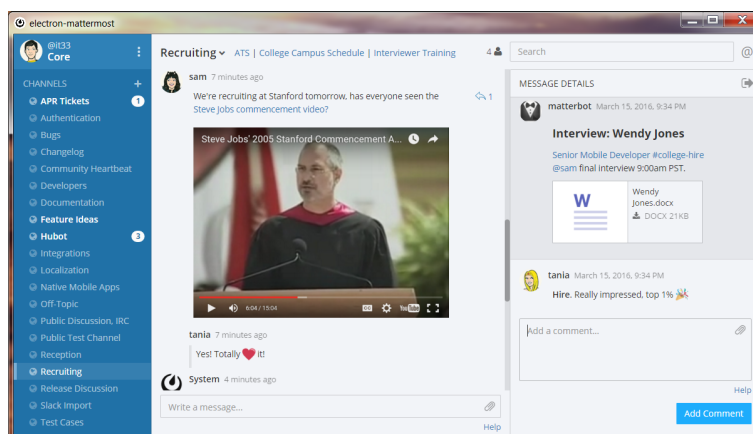 electron-mattermost
@it33
Core
CHANNELS +
APR Tickets 1
Authentication
Bugs
Changelog
Community Heartbeat
Developers
Documentation
Feature Ideas
Hubot 3
Integrations
Localization
Native Mobile Apps
Off-Topic
Public Discussion, IRC
Public Test Channel
Reception
Recruiting
Release Discussion
Slack Import
Test Cases
Recruiting ATS | College Campus Schedule | Interviewer Training 4
sam 7 minutes ago
We're recruiting at Stanford tomorrow, has everyone seen the 1
Steve Jobs commencement video?
Steve Jobs' 2005 Stanford Commencement A...
6:04 / 15:04 CC YouTube
tania 7 minutes ago
Yes! Totally it!
System 4 minutes ago
Write a message...
Help
Search @
MESSAGE DETAILS
matterbot March 15, 2016, 9:34 PM
Interview: Wendy Jones
Senior Mobile Developer #college-hire
@sam final interview 9:00am PST.
W
Wendy
Jones.docx
DOCX 21KB
tania March 15, 2016, 9:34 PM
Hire. Really impressed, top 1%
Add a comment...
Help
Add Comment